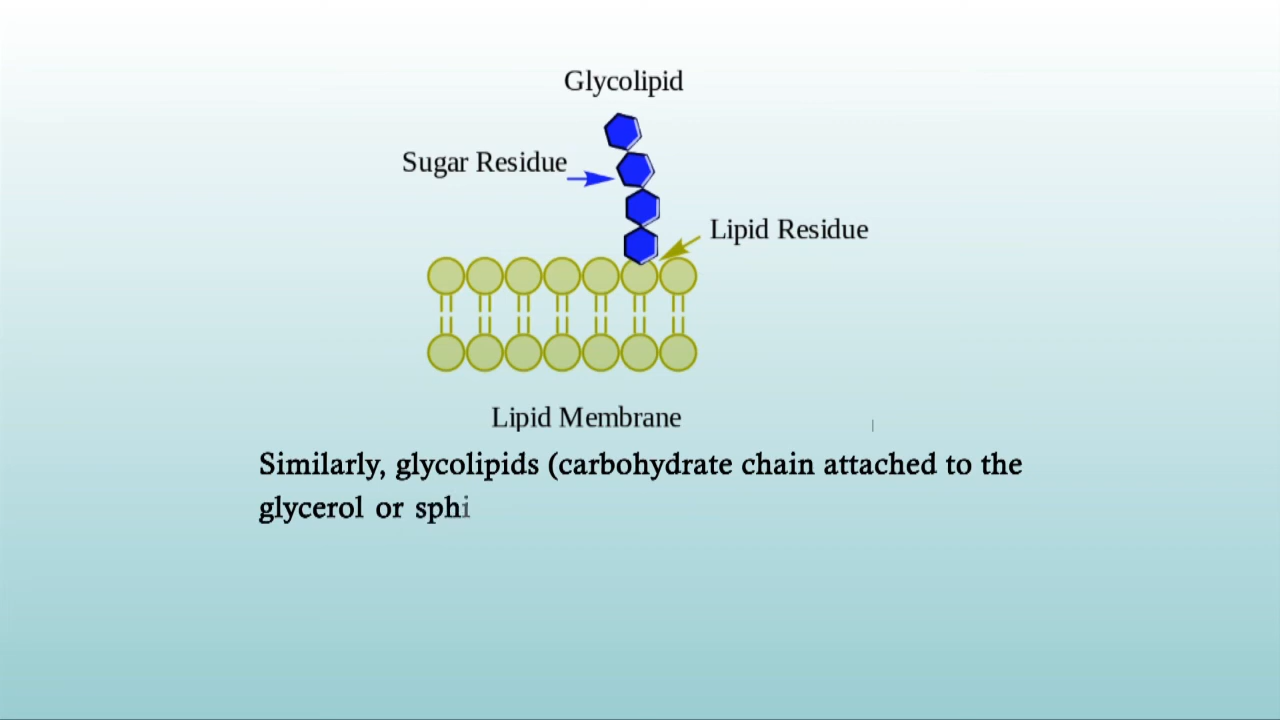 Glycolipid
Sugar Residue
Lipid Residue
Lipid Membrane
Similarly, glycolipids (carbohydrate chain attached to the
glycerol or sphi